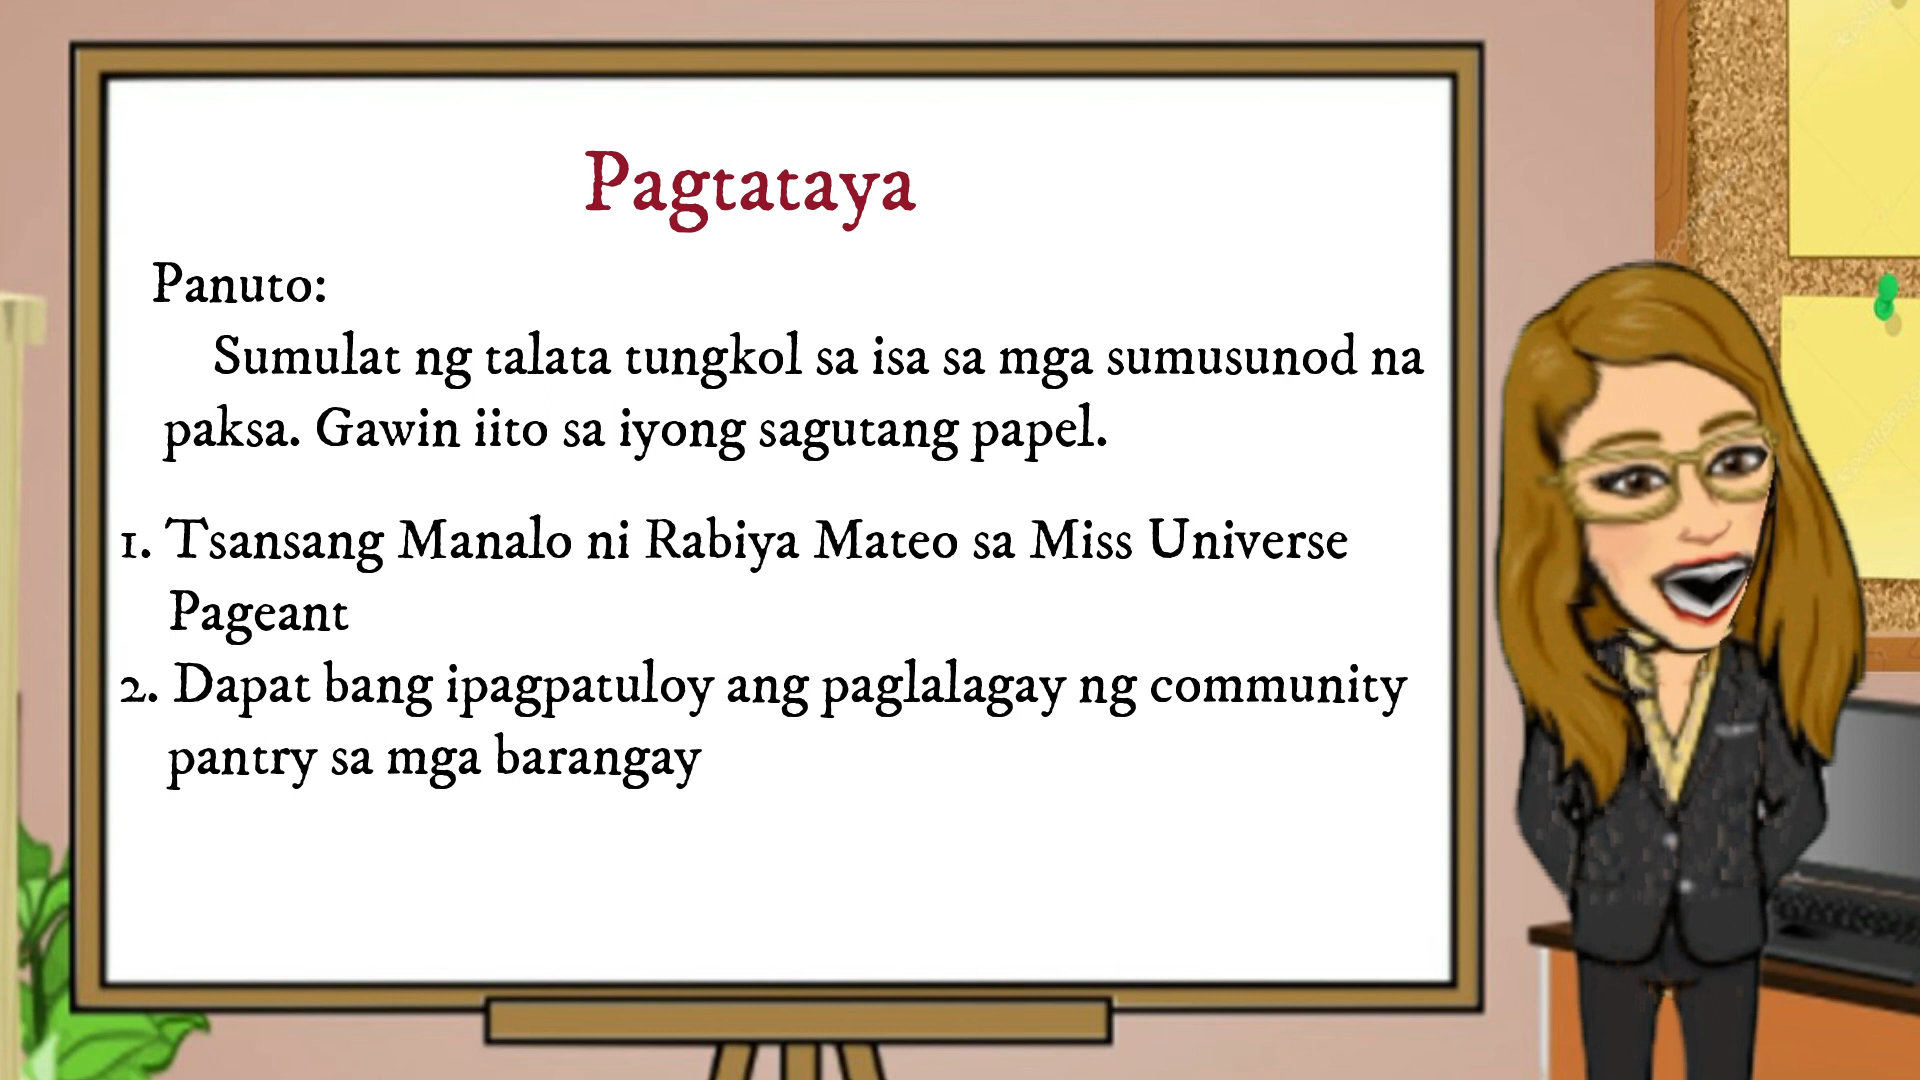 Pagtataya
Panuto:
Sumulat ng talata tungkol sa isa sa mga sumusunod na
paksa. Gawin iito sa iyong sagutang papel.
1. Tsansang Manalo ni Rabiya Mateo sa Miss Universe
Pageant
2. Dapat bang ipagpatuloy ang paglalagay ng community
pantry sa mga barangay